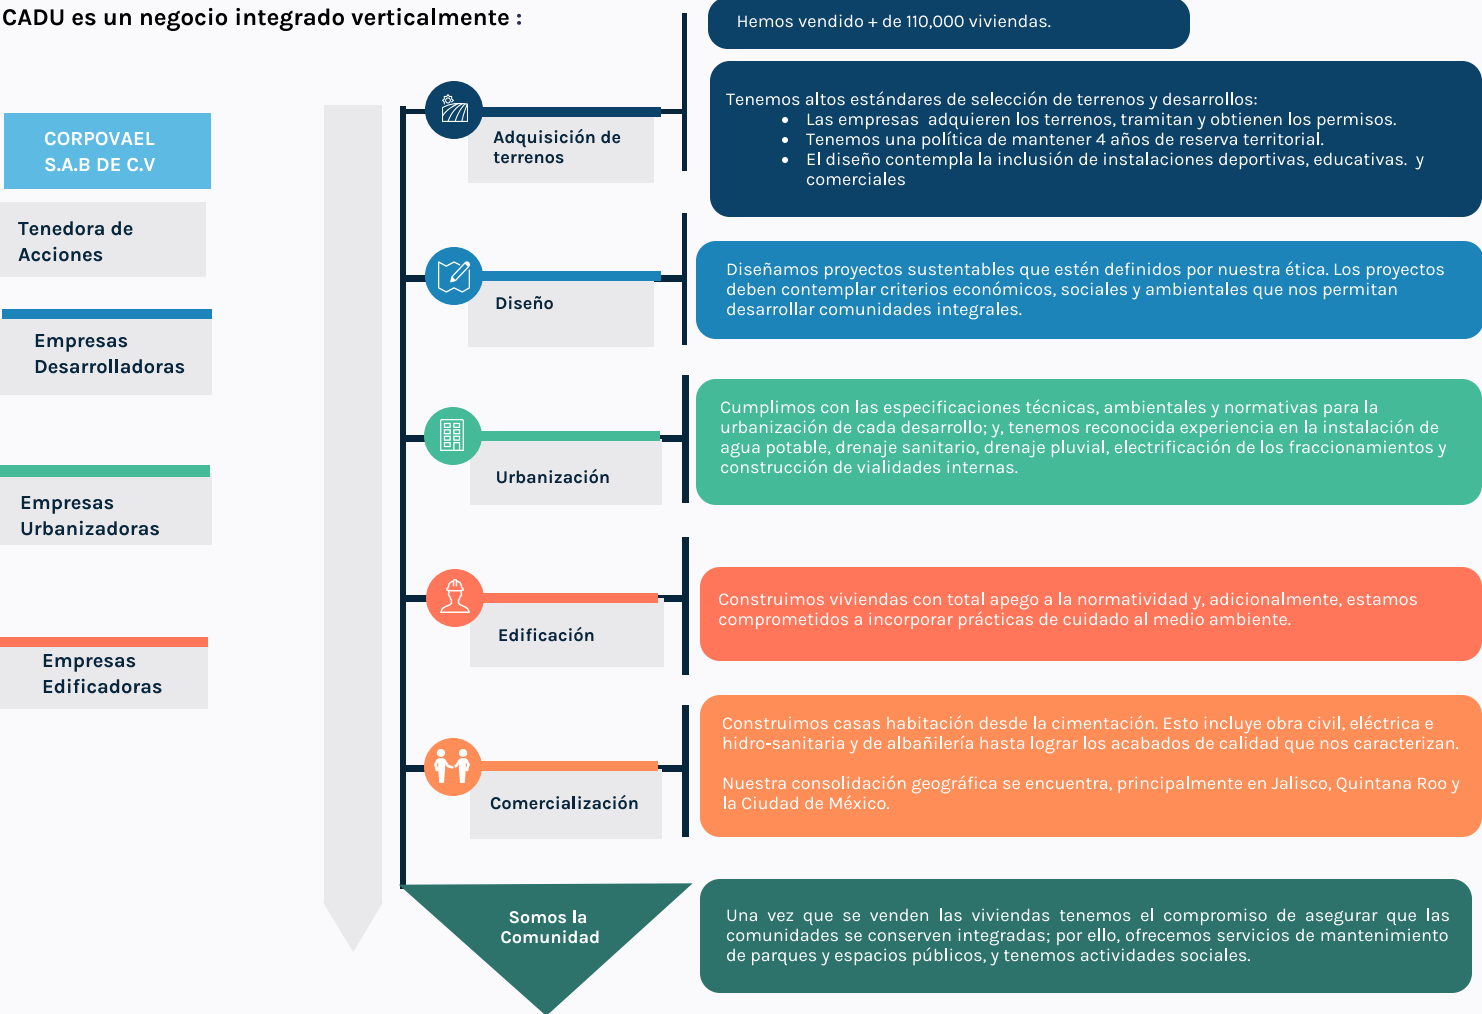 CADU es un negocio integrado verticalmente :
CORPOVAEL
S.A.B DE C.V
Tenedora de
Acciones
Empresas
Desarrolladoras
Empresas
Urbanizadoras
Empresas
Edificadoras
Hemos vendido + de 110,000 viviendas.
Adquisición de
terrenos
Tenemos altos estándares de selección de terrenos y desarrollos:
• Las empresas adquieren los terrenos, tramitan y obtienen los permisos.
• Tenemos una política de mantener 4 años de reserva territorial.
• El diseño contempla la inclusión de instalaciones deportivas, educativas. y
comerciales
Diseño
Diseñamos proyectos sustentables que estén definidos por nuestra ética. Los proyectos
deben contemplar criterios económicos, sociales y ambientales que nos permitan
desarrollar comunidades integrales.
Urbanización
Cumplimos con las especificaciones técnicas, ambientales y normativas para la
urbanización de cada desarrollo; y, tenemos reconocida experiencia en la instalación de
agua potable, drenaje sanitario, drenaje pluvial, electrificación de los fraccionamientos y
construcción de vialidades internas.
Edificación
Construimos viviendas con total apego a la normatividad y, adicionalmente, estamos
comprometidos a incorporar prácticas de cuidado al medio ambiente.
Comercialización
Construimos casas habitación desde la cimentación. Esto incluye obra civil, eléctrica e
hidro-sanitaria y de albañilería hasta lograr los acabados de calidad que nos caracterizan.
Nuestra consolidación geográfica se encuentra, principalmente en Jalisco, Quintana Roo y
la Ciudad de México.
Somos la
Comunidad
Una vez que se venden las viviendas tenemos el compromiso de asegurar que las
comunidades se conserven integradas; por ello, ofrecemos servicios de mantenimiento
de parques y espacios públicos, y tenemos actividades sociales.